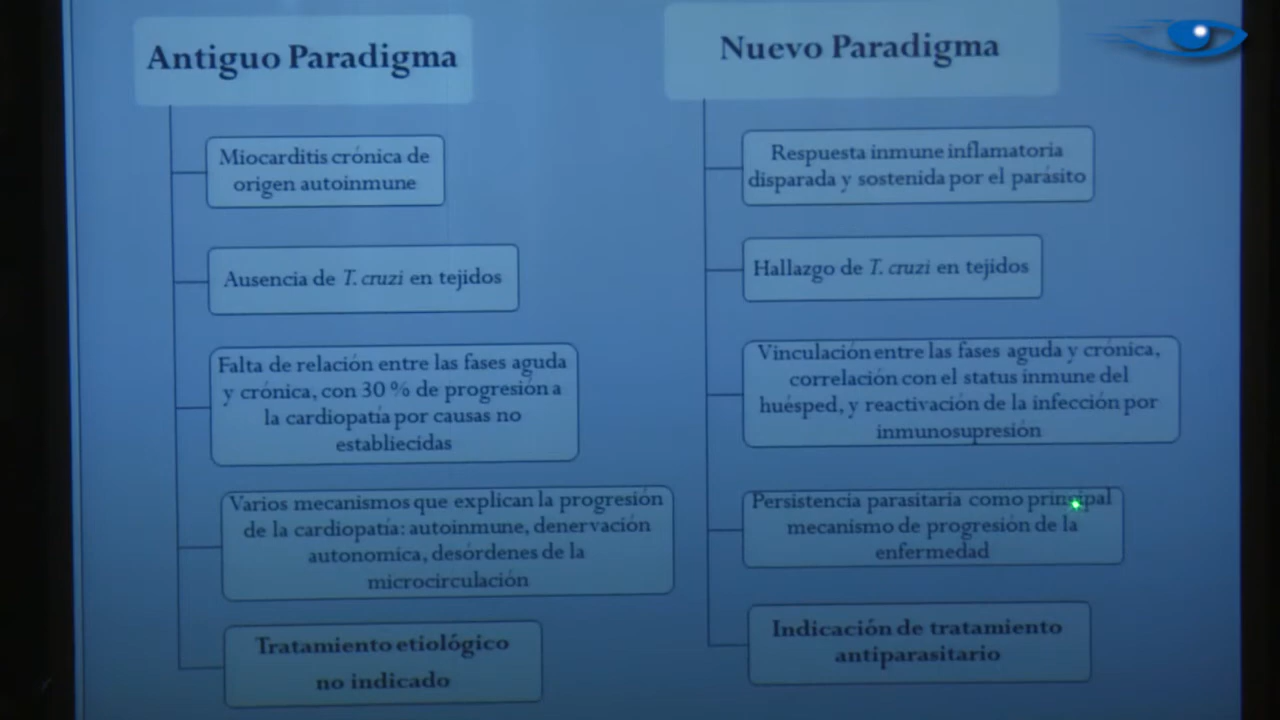 Antiguo Paradigma
Miocarditis crónica de
origen autoinmune
Ausencia de T. cruzi en tejidos
Falta de relación entre las fases aguda
y crónica, con 30 % de progresión a
la cardiopatía por causas no
establiecidas
Varios mecanismos que explican la progresión
de la cardiopatía: autoinmune, denervación
autonomica, desórdenes de la
microcirculación
Tratamiento etiológico
no indicado
Nuevo Paradigma
Respuesta inmune inflamatoria
disparada y sostenida por el parásito
Hallazgo de T. cruzi en tejidos
Vinculación entre las fases aguda y crónica,
correlación con el status inmune del
huésped, y reactivación de la infección por
inmunosupresión
Persistencia parasitaria como principal
mecanismo de progresión de la
enfermedad
Indicación de tratamiento
antiparasitario